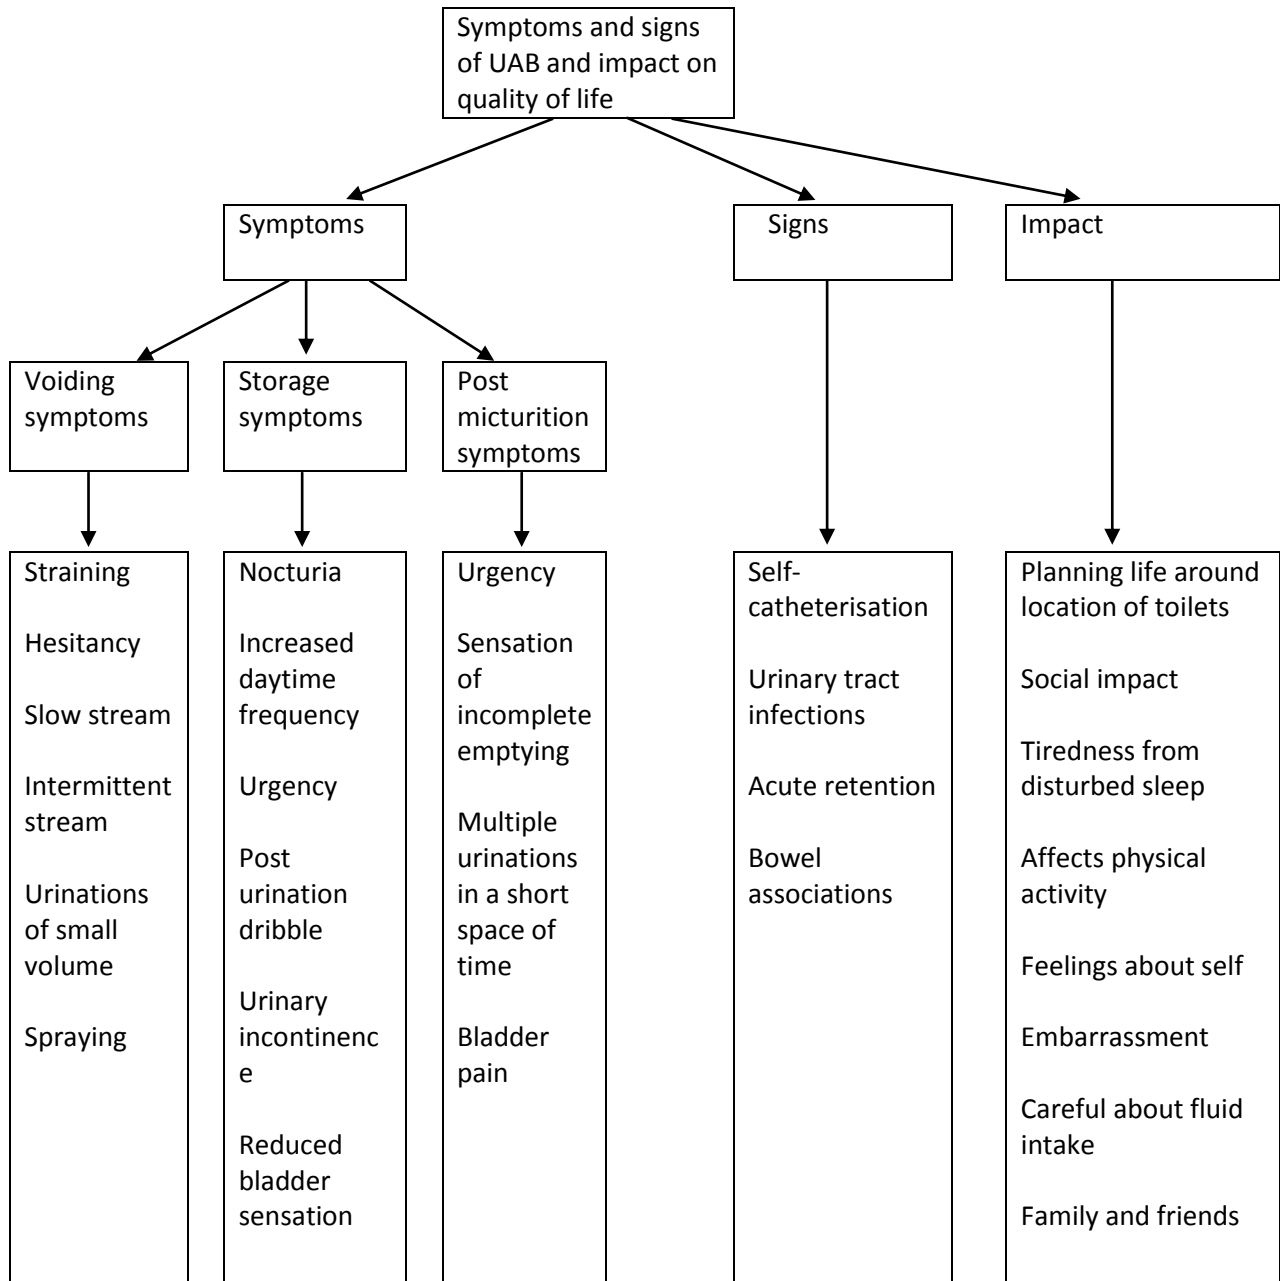 Symptoms and signs
of UAB and impact on
quality of life
Symptoms
Signs
Impact
Voiding
symptoms
Storage
symptoms
Post
micturition
symptoms
Straining
Hesitancy
Slow stream
Intermittent
stream
Urinations
of small
volume
Spraying
Nocturia
Increased
daytime
frequency
Urgency
Post
urination
dribble
Urinary
incontinenc
e
Reduced
bladder
sensation
Urgency
Sensation
of
incomplete
emptying
Multiple
urinations
in a short
space of
time
Bladder
pain
Self-
catheterisation
Urinary tract
infections
Acute retention
Bowel
associations
Planning life around
location of toilets
Social impact
Tiredness from
disturbed sleep
Affects physical
activity
Feelings about self
Embarrassment
Careful about fluid
intake
Family and friends